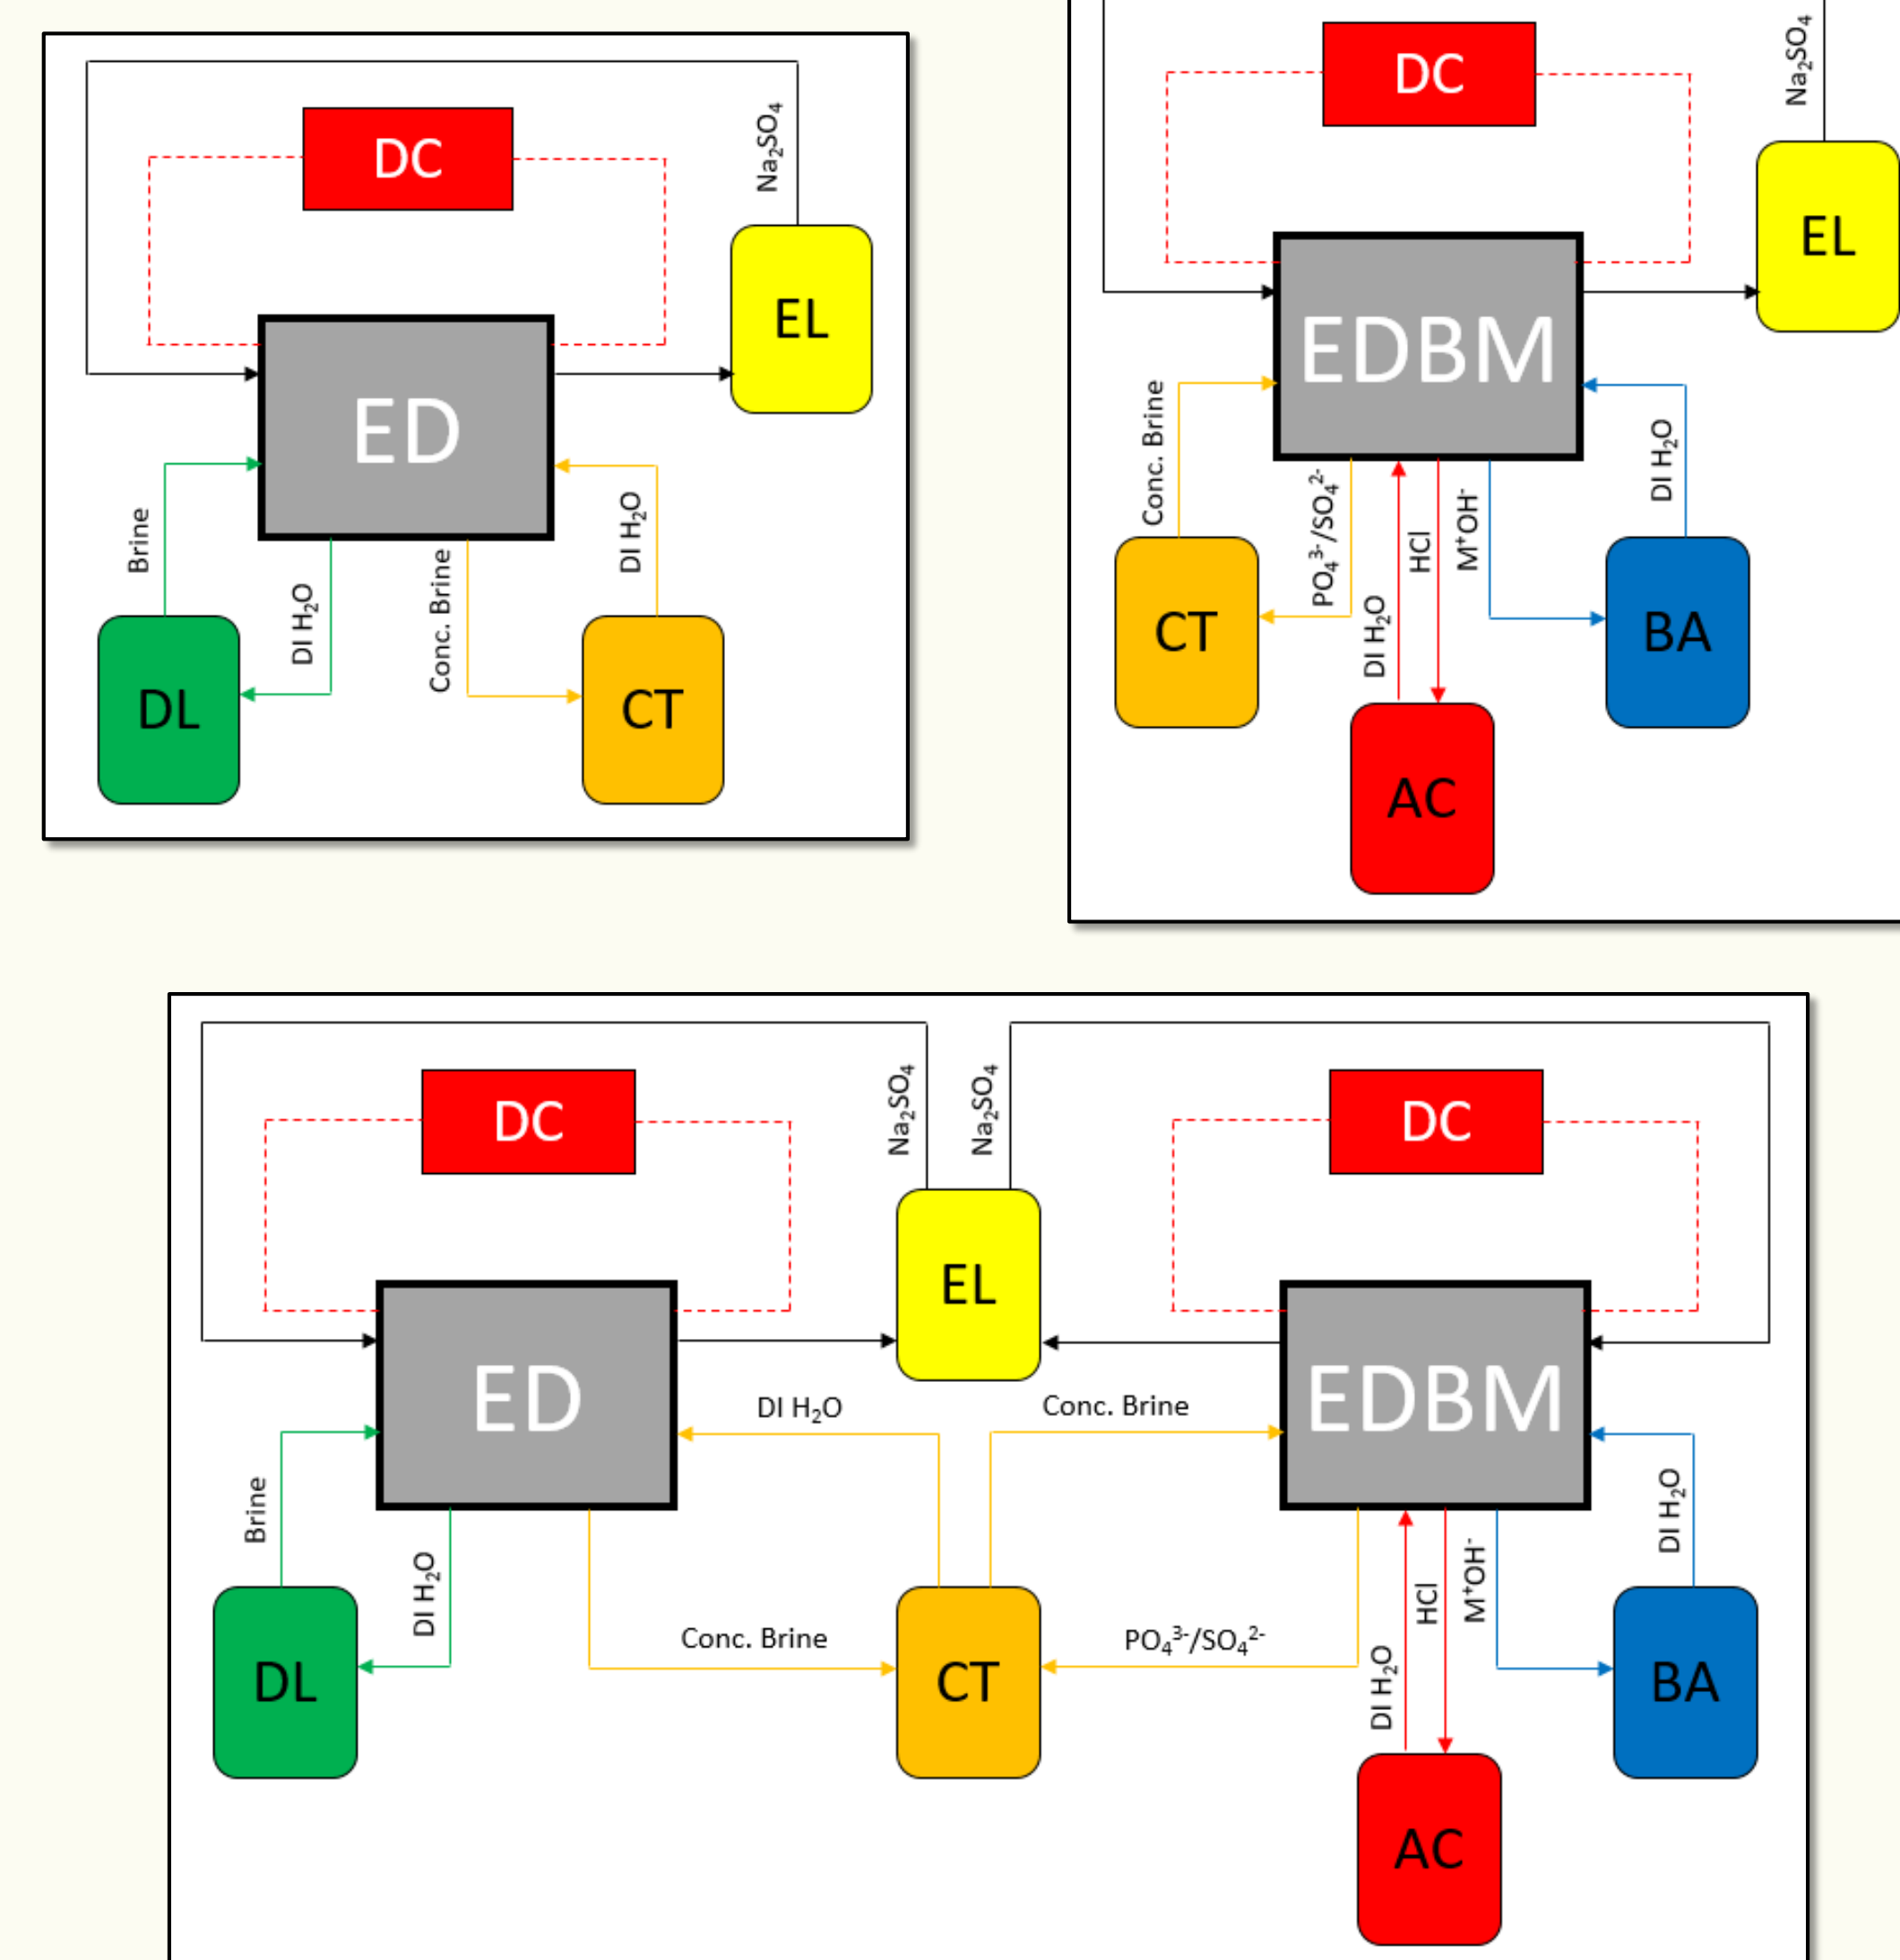 DC
Na₂SO₄
EL
ED
Brine
DI H₂O
Conc. Brine
DI H₂O
DL
CT
DC
Na₂SO₄
EL
EDBM
Conc. Brine
PO₄³⁻/SO₄²⁻
DI H₂O
HCl
M⁺OH⁻
DI H₂O
CT
BA
AC
DC
Na₂SO₄
Na₂SO₄
DC
EL
ED
EDBM
DI H₂O
Conc. Brine
Brine
DI H₂O
Conc. Brine
PO₄³⁻/SO₄²⁻
DI H₂O
HCl
M⁺OH⁻
DI H₂O
DL
CT
BA
AC